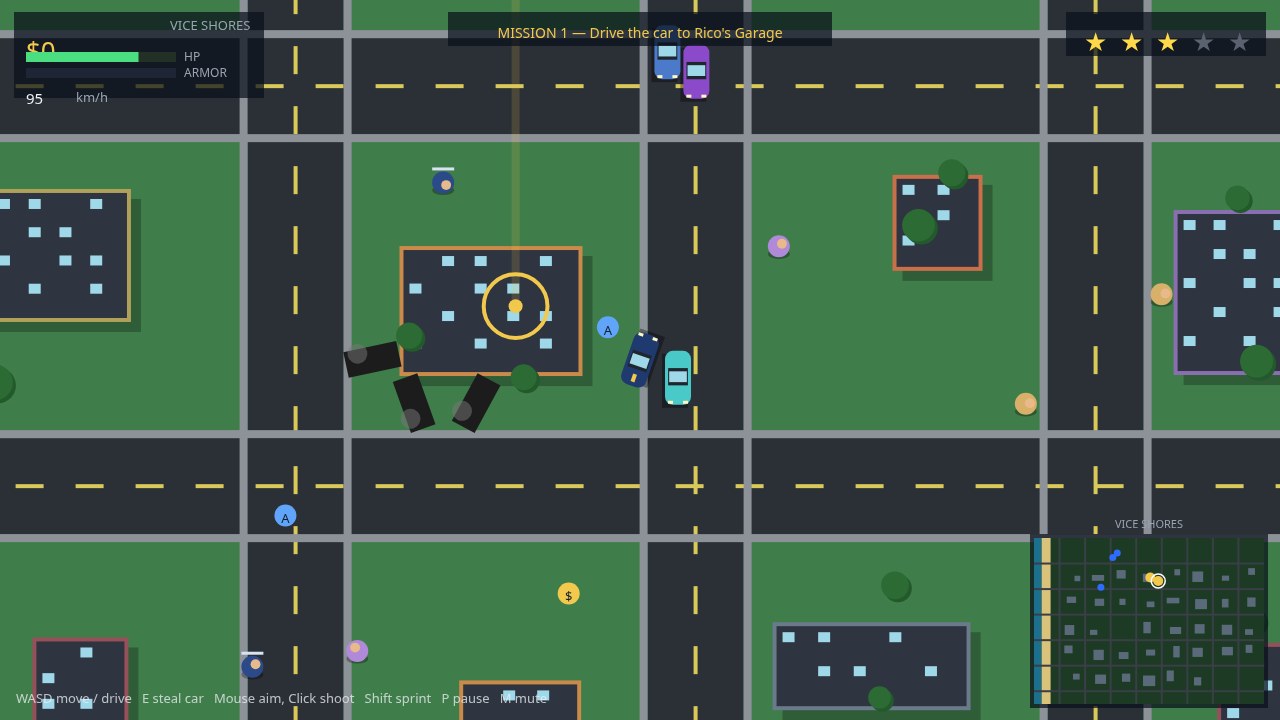 VICE SHORES
$0
HP
ARMOR
95 km/h
MISSION 1 — Drive the car to Rico's Garage
★ ★ ★ ★ ★
A
A
$
VICE SHORES
WASD move / drive E steal car Mouse aim, Click shoot Shift sprint P pause M mute